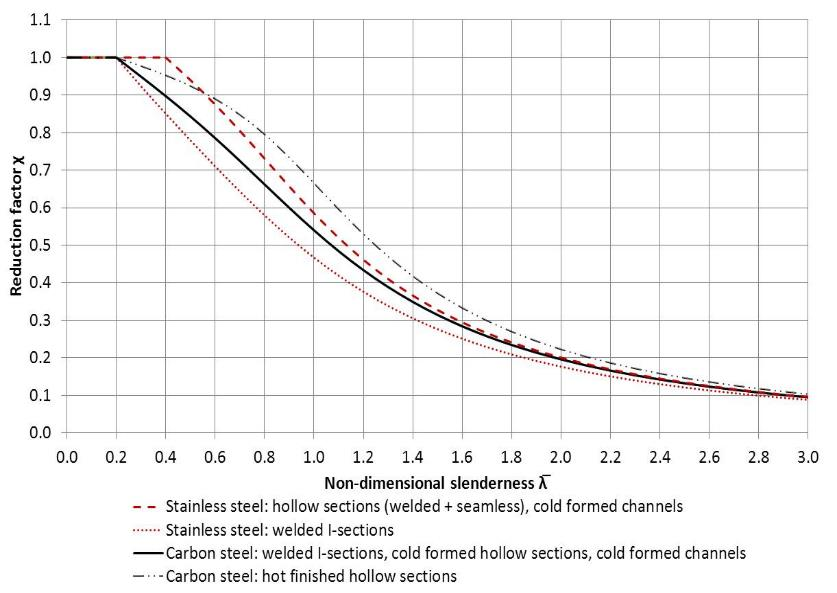 1.1
1.0
0.9
0.8
0.7
0.6
0.5
0.4
0.3
0.2
0.1
0.0
Reduction factor χ
0.0 0.2 0.4 0.6 0.8 1.0 1.2 1.4 1.6 1.8 2.0 2.2 2.4 2.6 2.8 3.0
Non-dimensional slenderness λ̅
Stainless steel: hollow sections (welded + seamless), cold formed channels
Stainless steel: welded I-sections
Carbon steel: welded I-sections, cold formed hollow sections, cold formed channels
Carbon steel: hot finished hollow sections